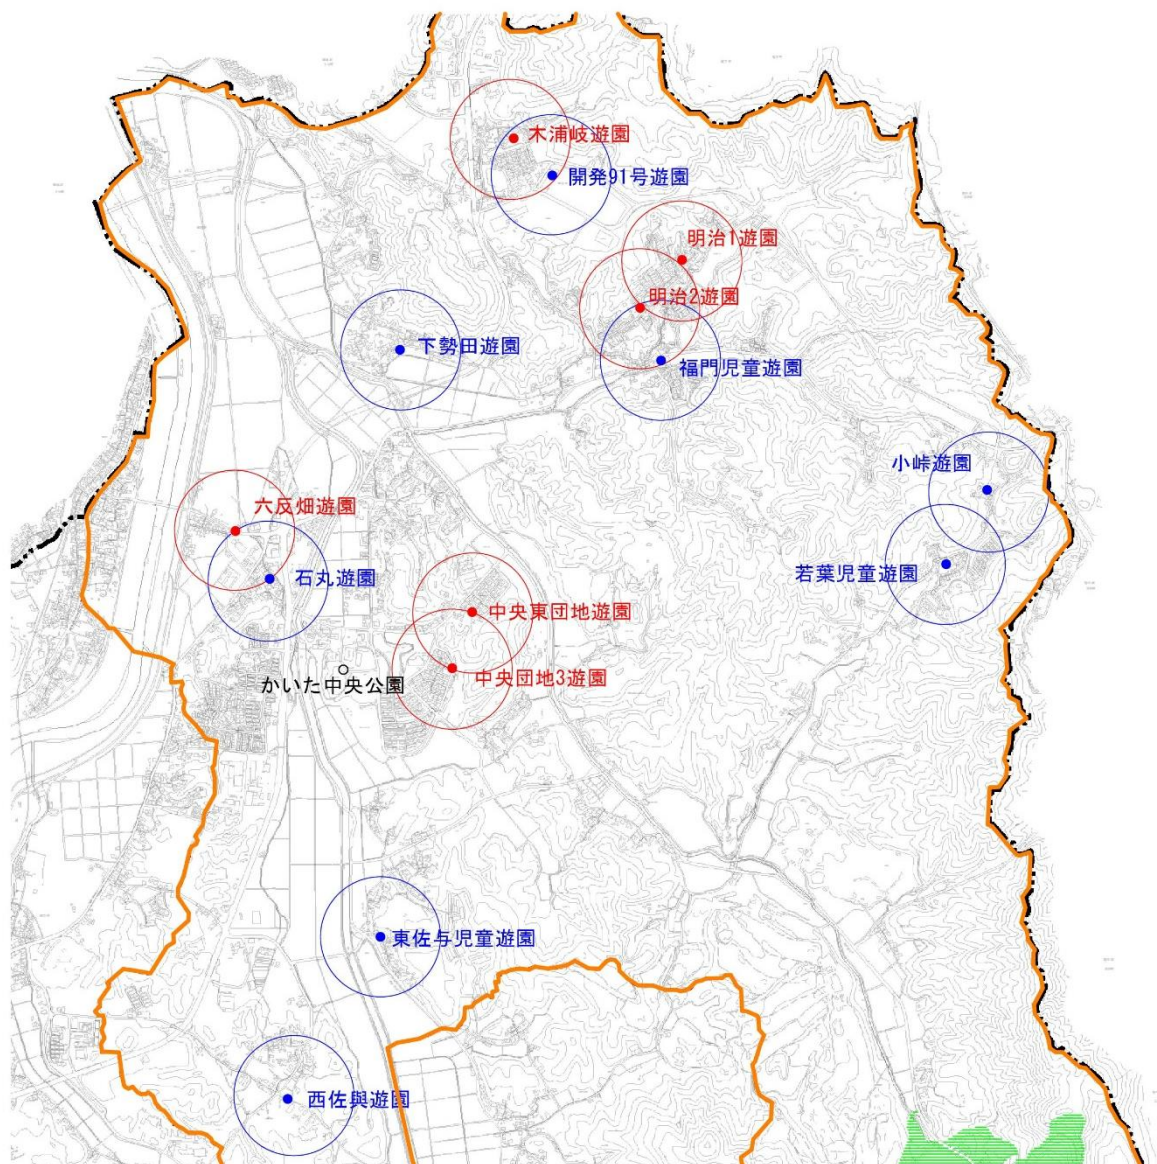 木浦岐遊園
開発91号遊園
明治1遊園
明治2遊園
下勢田遊園
福門児童遊園
小峠遊園
六反畑遊園
若葉児童遊園
石丸遊園
中央東団地遊園
中央団地3遊園
かいた中央公園
東佐与児童遊園
西佐與遊園